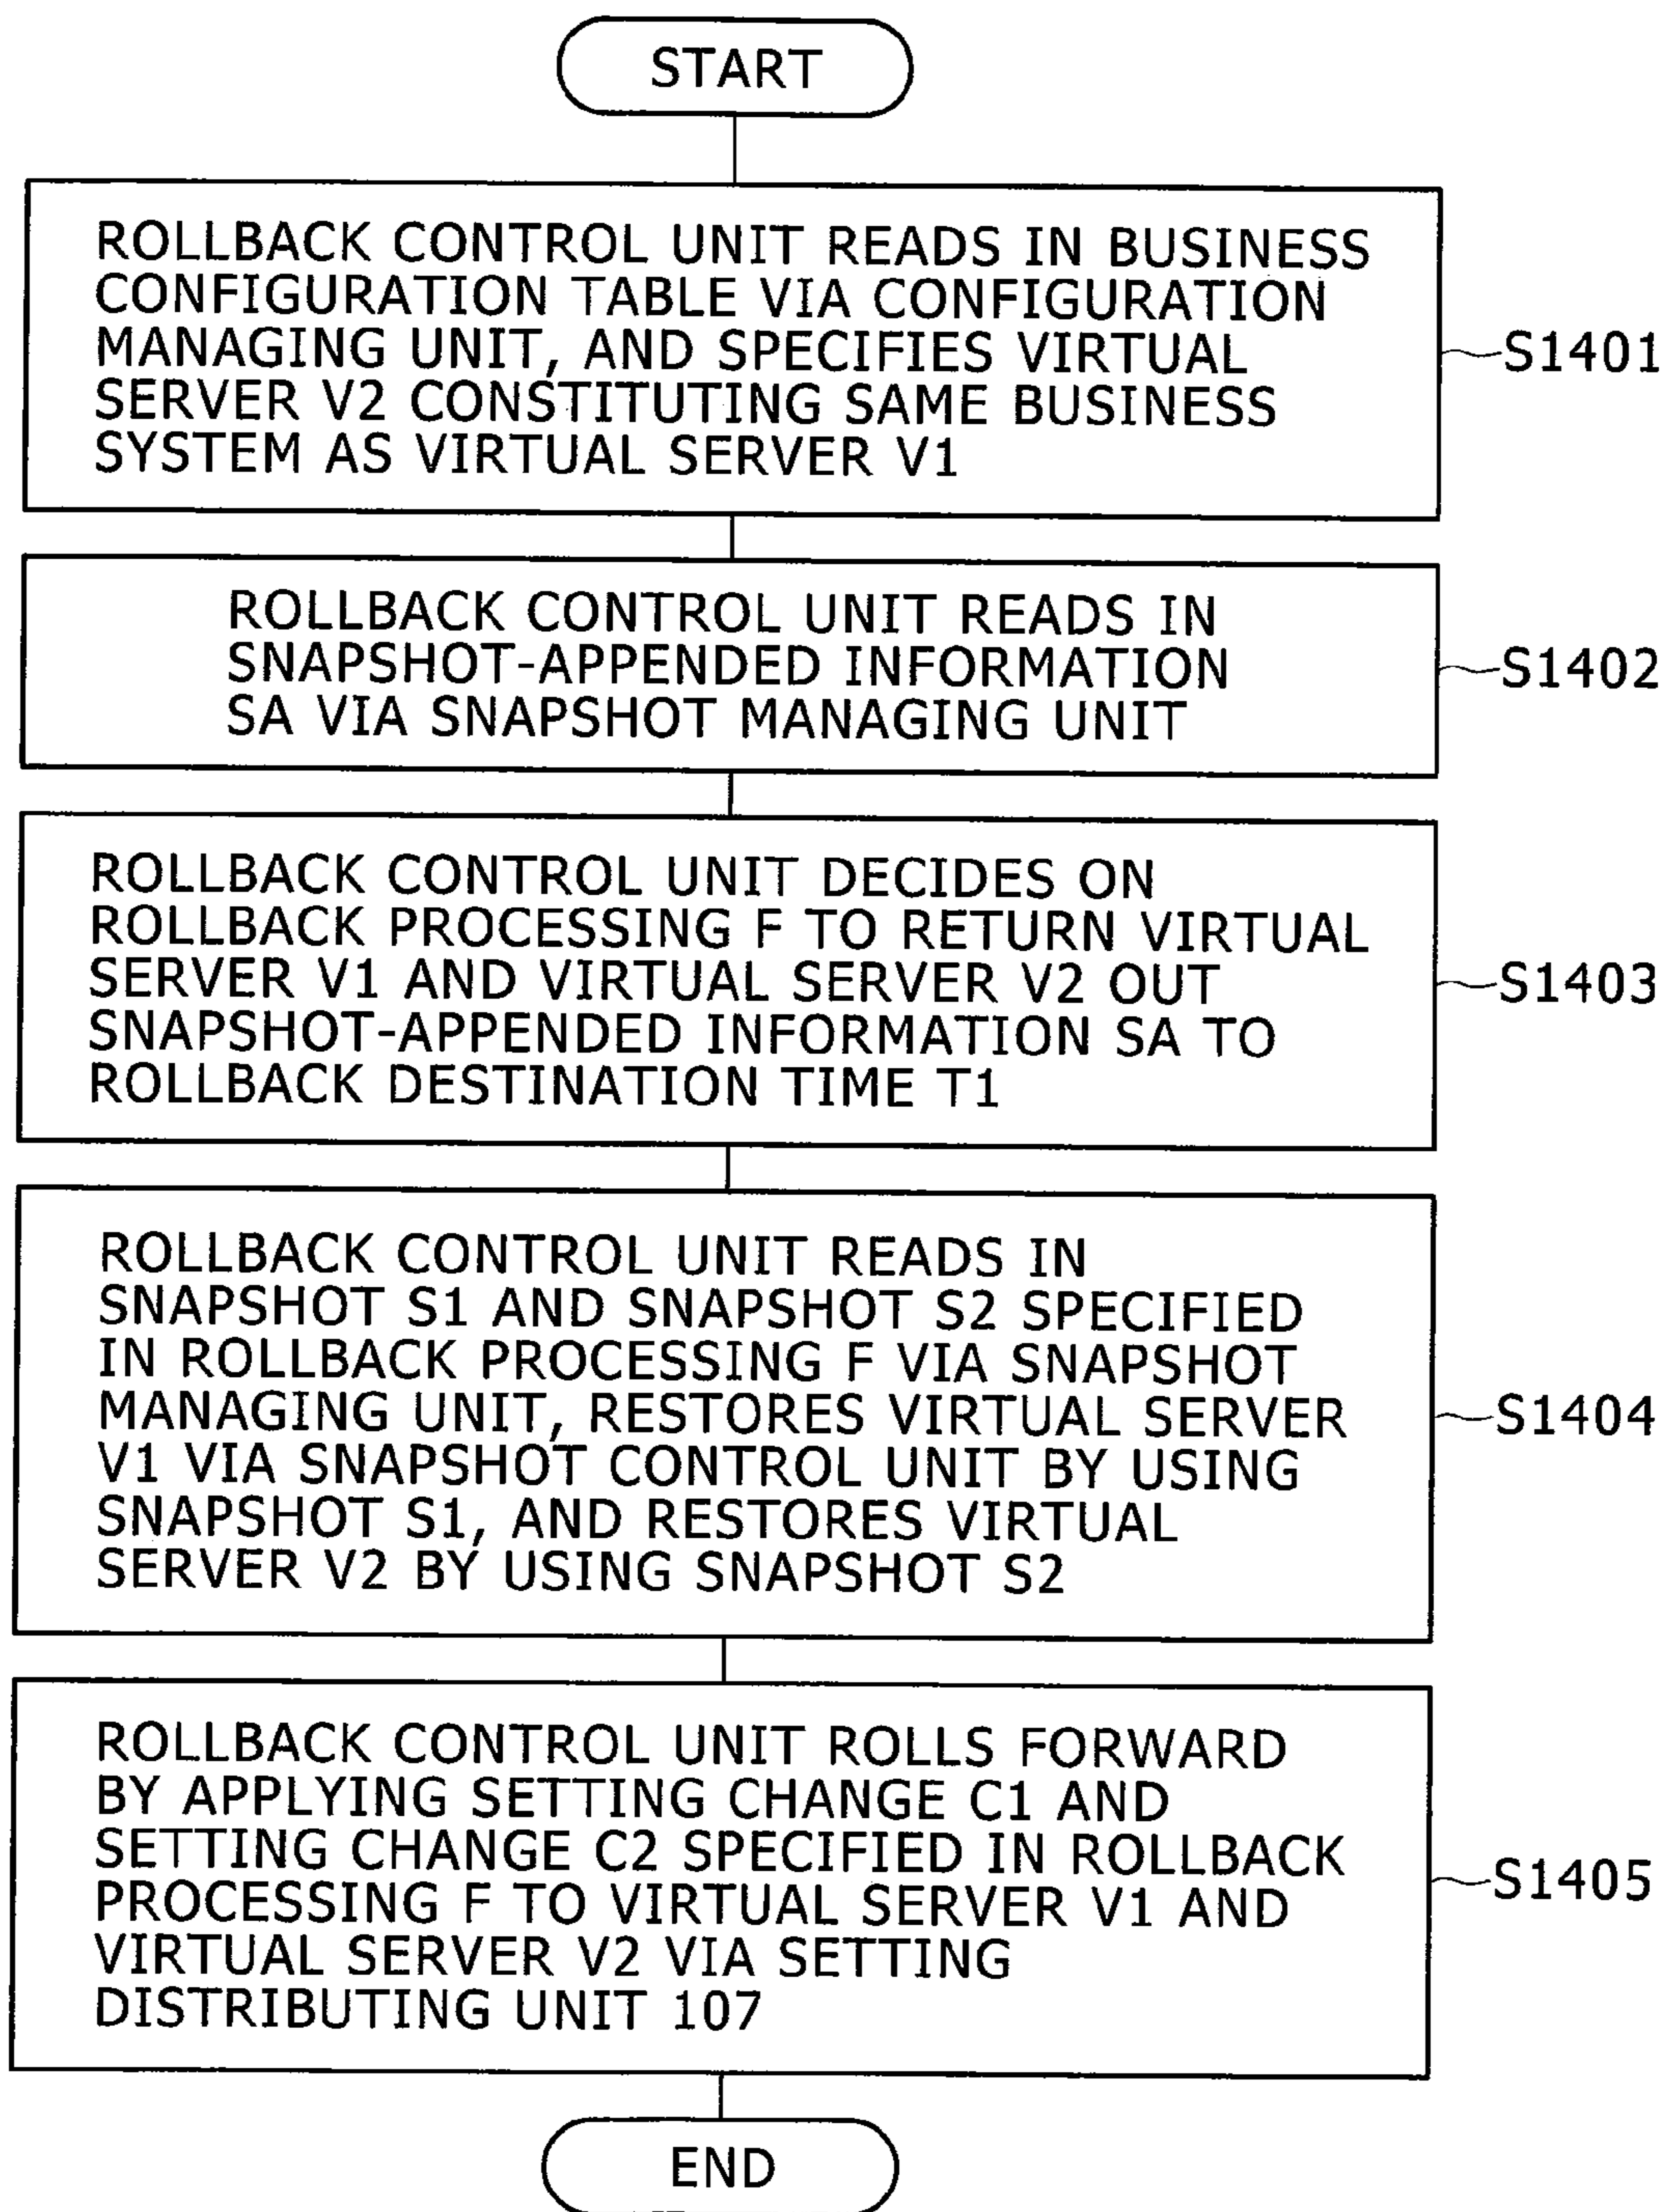 START
ROLLBACK CONTROL UNIT READS IN BUSINESS
CONFIGURATION TABLE VIA CONFIGURATION
MANAGING UNIT, AND SPECIFIES VIRTUAL
SERVER V2 CONSTITUTING SAME BUSINESS
SYSTEM AS VIRTUAL SERVER V1
S1401
ROLLBACK CONTROL UNIT READS IN
SNAPSHOT-APPENDED INFORMATION
SA VIA SNAPSHOT MANAGING UNIT
S1402
ROLLBACK CONTROL UNIT DECIDES ON
ROLLBACK PROCESSING F TO RETURN VIRTUAL
SERVER V1 AND VIRTUAL SERVER V2 OUT
SNAPSHOT-APPENDED INFORMATION SA TO
ROLLBACK DESTINATION TIME T1
S1403
ROLLBACK CONTROL UNIT READS IN
SNAPSHOT S1 AND SNAPSHOT S2 SPECIFIED
IN ROLLBACK PROCESSING F VIA SNAPSHOT
MANAGING UNIT, RESTORES VIRTUAL SERVER
V1 VIA SNAPSHOT CONTROL UNIT BY USING
SNAPSHOT S1, AND RESTORES VIRTUAL
SERVER V2 BY USING SNAPSHOT S2
S1404
ROLLBACK CONTROL UNIT ROLLS FORWARD
BY APPLYING SETTING CHANGE C1 AND
SETTING CHANGE C2 SPECIFIED IN ROLLBACK
PROCESSING F TO VIRTUAL SERVER V1 AND
VIRTUAL SERVER V2 VIA SETTING
DISTRIBUTING UNIT 107
S1405
END